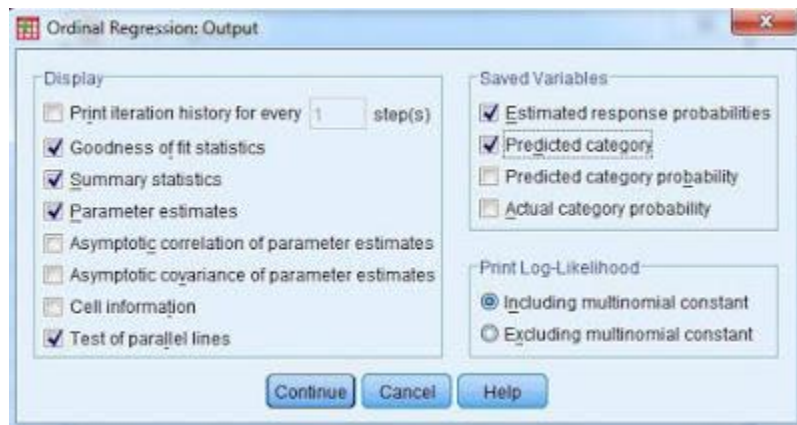 Ordinal Regression: Output
Display
Print iteration history for every 1 step(s)
Goodness of fit statistics
Summary statistics
Parameter estimates
Asymptotic correlation of parameter estimates
Asymptotic covariance of parameter estimates
Cell information
Test of parallel lines
Saved Variables
Estimated response probabilities
Predicted category
Predicted category probability
Actual category probability
Print Log-Likelihood
Including multinomial constant
Excluding multinomial constant
Continue Cancel Help